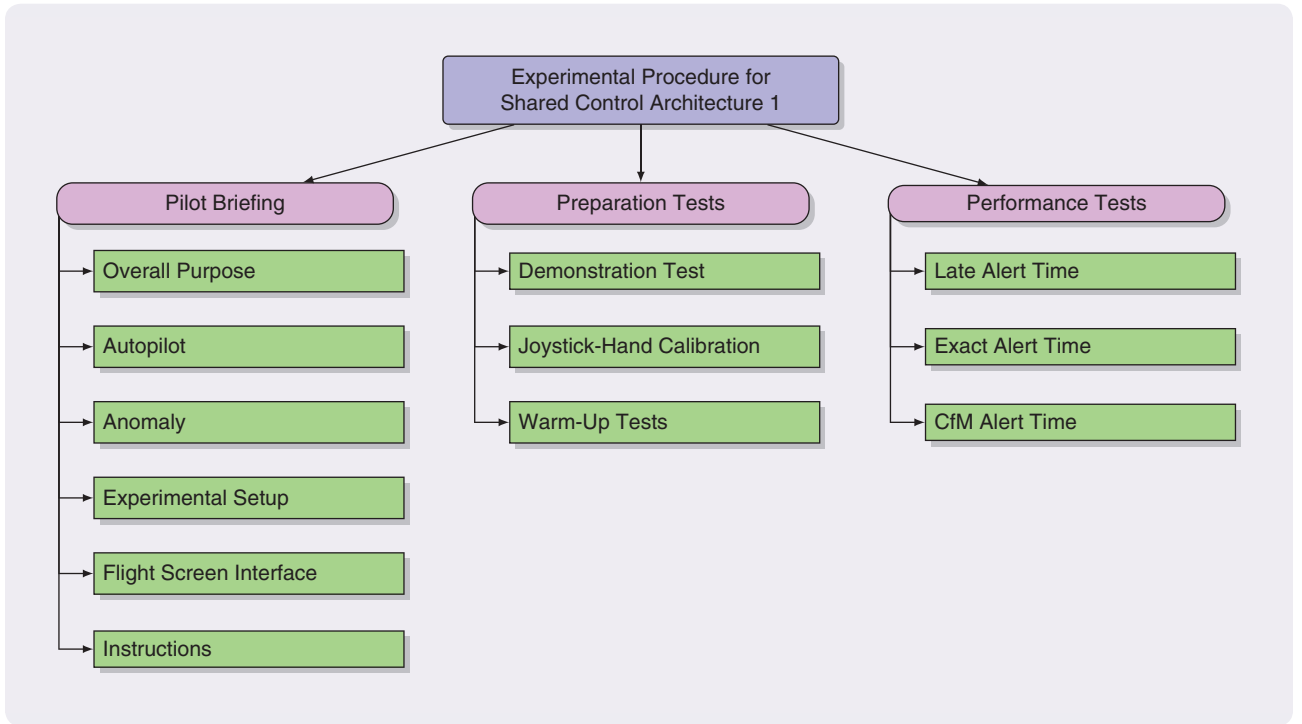 Experimental Procedure for
Shared Control Architecture 1
Pilot Briefing
Overall Purpose
Autopilot
Anomaly
Experimental Setup
Flight Screen Interface
Instructions
Preparation Tests
Demonstration Test
Joystick-Hand Calibration
Warm-Up Tests
Performance Tests
Late Alert Time
Exact Alert Time
CfM Alert Time